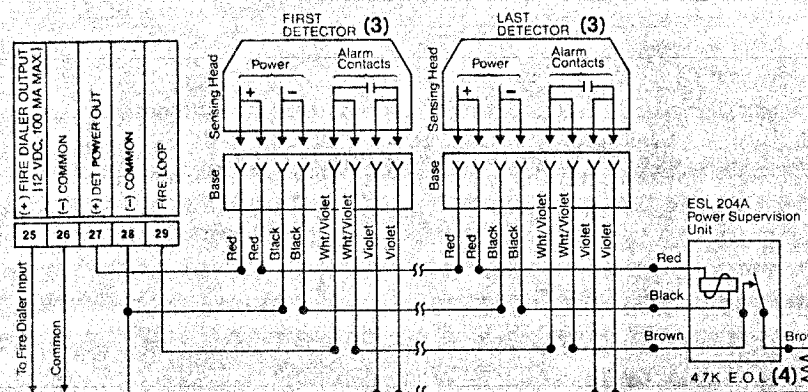 FIRST
DETECTOR (3)
LAST
DETECTOR (3)
Power
Alarm
Contacts
Power
Alarm
Contacts
+
-
+
-
Sensing Head
Sensing Head
Base
Base
(+) FIRE DIALER OUTPUT
[12 VDC, 100 MA MAX.]
(-) COMMON
(+) DET POWER OUT
(-) COMMON
FIRE LOOP
25 26 27 28 29
Red
Red
Black
Black
Wht/Violet
Wht/Violet
Violet
Violet
Red
Red
Black
Black
Wht/Violet
Wht/Violet
Violet
Violet
ESL 204A
Power Supervision
Unit
Red
Black
Brown
To Fire Dialer Input
Common
4.7K E.O.L. (4)